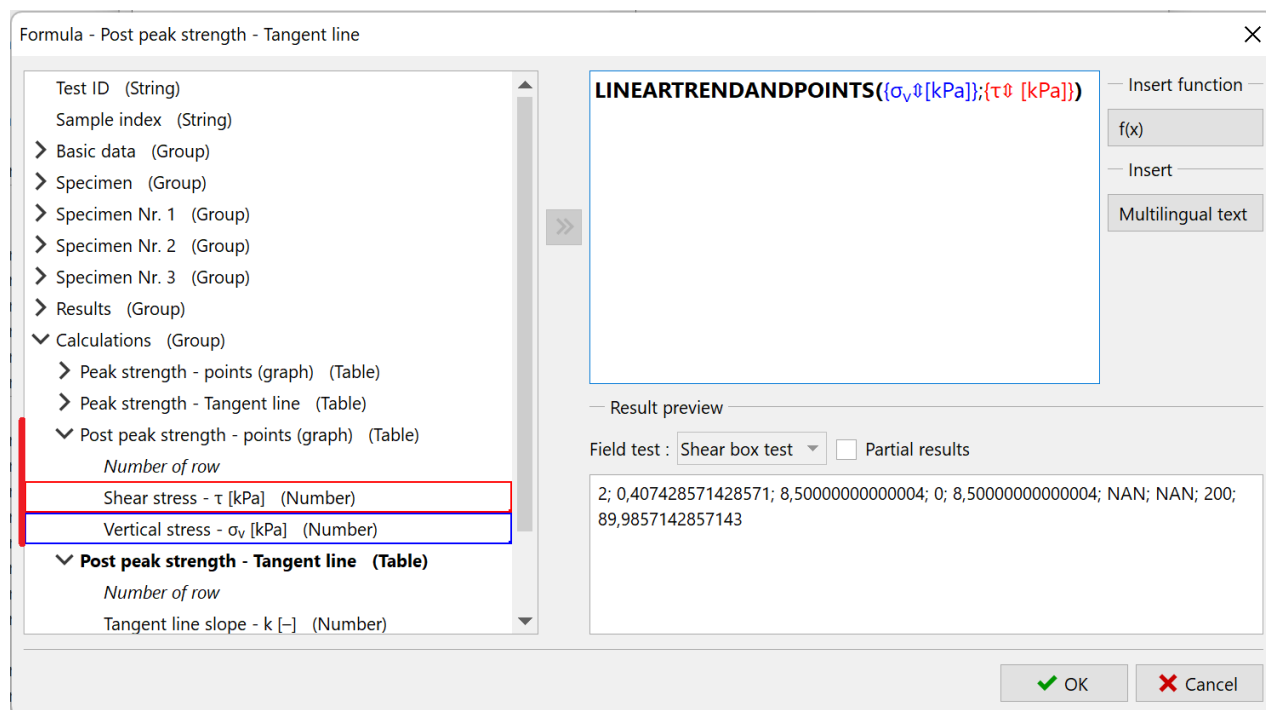 Formula - Post peak strength - Tangent line
Test ID (String)
Sample index (String)
Basic data (Group)
Specimen (Group)
Specimen Nr. 1 (Group)
Specimen Nr. 2 (Group)
Specimen Nr. 3 (Group)
Results (Group)
Calculations (Group)
Peak strength - points (graph) (Table)
Peak strength - Tangent line (Table)
Post peak strength - points (graph) (Table)
Number of row
Shear stress - τ [kPa] (Number)
Vertical stress - σᵥ [kPa] (Number)
Post peak strength - Tangent line (Table)
Number of row
Tangent line slope - k [–] (Number)
LINEARTRENDANDPOINTS({σᵥ⇕[kPa]};{τ⇕ [kPa]})
Insert function
f(x)
Insert
Multilingual text
Result preview
Field test : Shear box test Partial results
2; 0,407428571428571; 8,50000000000004; 0; 8,50000000000004; NAN; NAN; 200;
89,9857142857143
OK Cancel